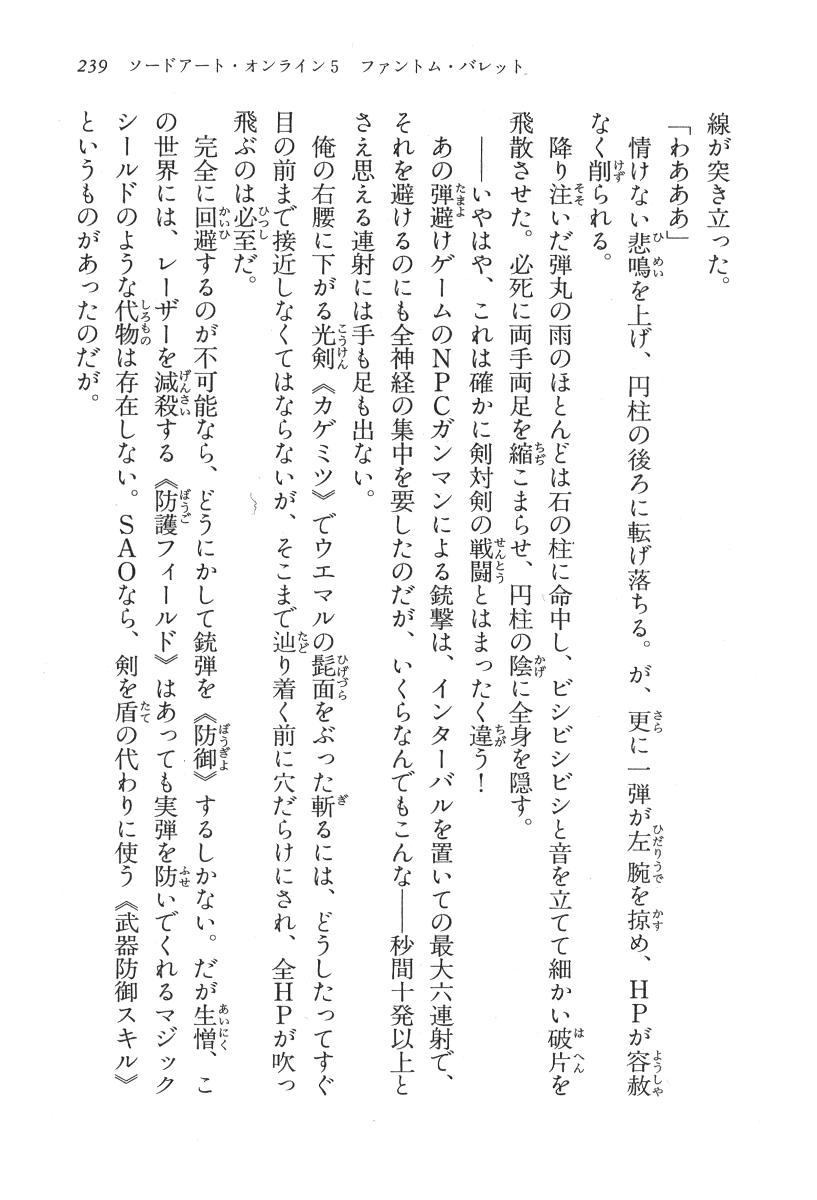 239 ソードアート・オンライン5 ファントム・バレット
線が突き立った。
「わあああ」
情けない悲鳴を上げ、円柱の後ろに転げ落ちる。が、更に一弾が左腕を掠め、HPが容赦
なく削られる。
降り注いだ弾丸の雨のほとんどは石の柱に命中し、ビシビシビシと音を立てて細かい破片を
飛散させた。必死に両手両足を縮こまらせ、円柱の陰に全身を隠す。
――いやはや、これは確かに剣対剣の戦闘とはまったく違う！
あの弾避けゲームのNPCガンマンによる銃撃は、インターバルを置いての最大六連射で、
それを避けるのにも全神経の集中を要したのだが、いくらなんでもこんな――秒間十発以上と
さえ思える連射には手も足も出ない。
俺の右腰に下がる光剣《カゲミツ》でウエマルの髭面をぶった斬るには、どうしたってすぐ
目の前まで接近しなくてはならないが、そこまで辿り着く前に穴だらけにされ、全HPが吹っ
飛ぶのは必至だ。
完全に回避するのが不可能なら、どうにかして銃弾を《防御》するしかない。だが生憎、こ
の世界には、レーザーを減殺する《防護フィールド》はあっても実弾を防いでくれるマジック
シールドのような代物は存在しない。SAOなら、剣を盾の代わりに使う《武器防御スキル》
というものがあったのだが。